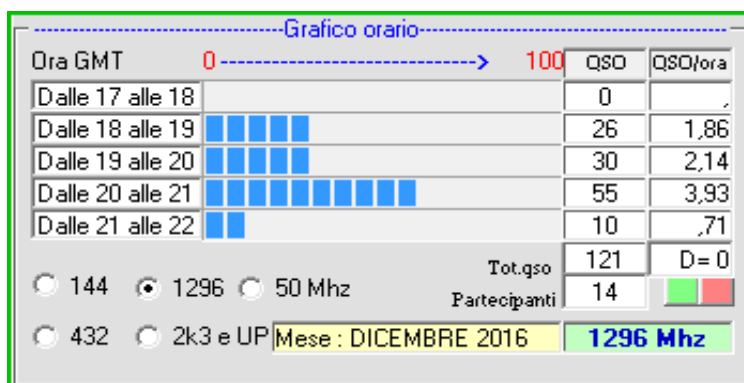 Grafico orario
Ora GMT 0 -----------------------------> 100 QSO QSO/ora
Dalle 17 alle 18 0 ,
Dalle 18 alle 19 26 1,86
Dalle 19 alle 20 30 2,14
Dalle 20 alle 21 55 3,93
Dalle 21 alle 22 10 ,71
Tot.qso 121 D= 0
144 1296 50 Mhz Partecipanti 14
432 2k3 e UP Mese : DICEMBRE 2016 1296 Mhz